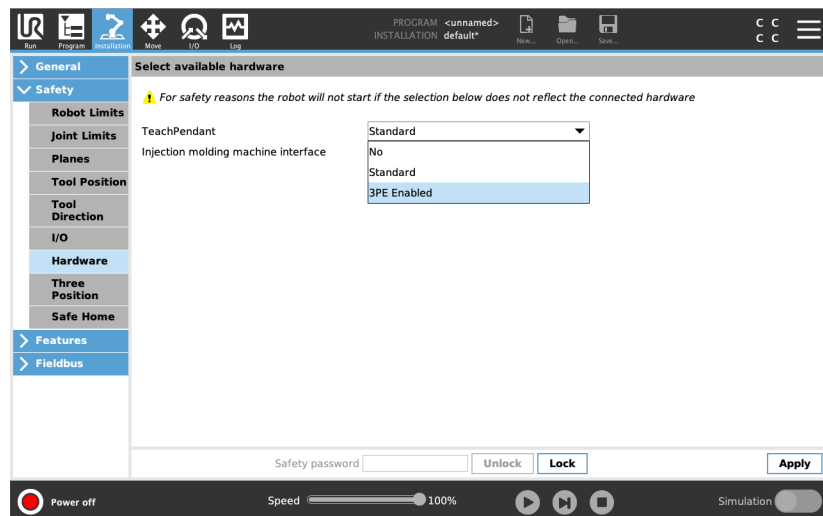 PROGRAM <unnamed>
INSTALLATION default*
Run Program Installation Move I/O Log New... Open... Save... C C
C C
General
Select available hardware
Safety
For safety reasons the robot will not start if the selection below does not reflect the connected hardware
Robot Limits
Joint Limits
Planes
Tool Position
Tool
Direction
I/O
Hardware
Three
Position
Safe Home
Features
Fieldbus
TeachPendant Standard
Injection molding machine interface No
Standard
3PE Enabled
Safety password Unlock Lock Apply
Power off Speed 100% Simulation